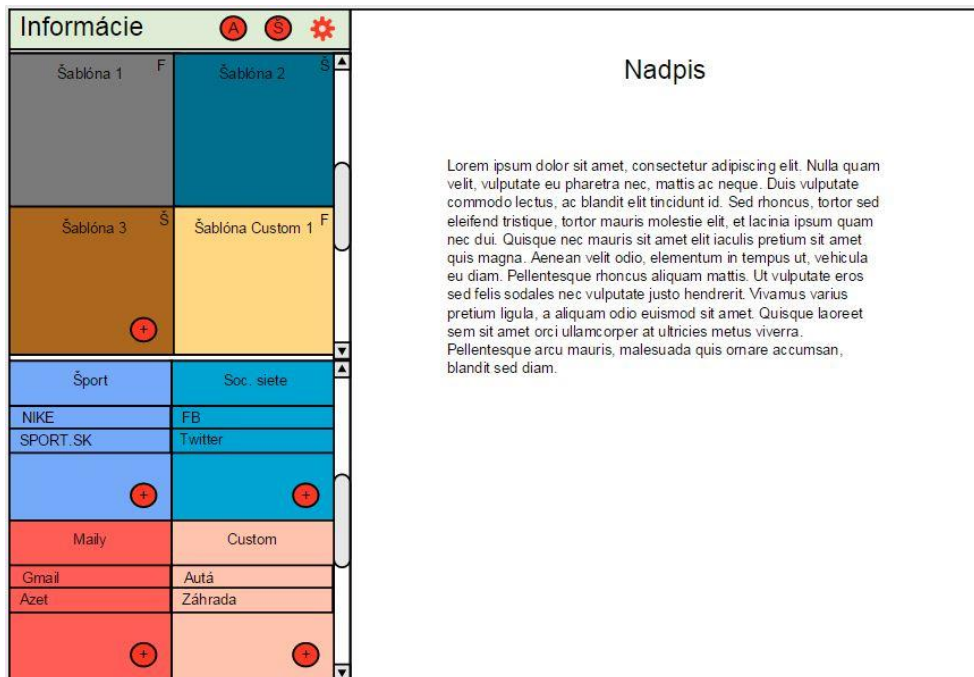 Informácie
A
Š
Šablóna 1
F
Šablóna 2
Š
Šablóna 3
Š
+
Šablóna Custom 1
F
Šport
NIKE
SPORT.SK
+
Soc. siete
FB
Twitter
+
Maily
Gmail
Azet
+
Custom
Autá
Záhrada
+
Nadpis
Lorem ipsum dolor sit amet, consectetur adipiscing elit. Nulla quam
velit, vulputate eu pharetra nec, mattis ac neque. Duis vulputate
commodo lectus, ac blandit elit tincidunt id. Sed rhoncus, tortor sed
eleifend tristique, tortor mauris molestie elit, et lacinia ipsum quam
nec dui. Quisque nec mauris sit amet elit iaculis pretium sit amet
quis magna. Aenean velit odio, elementum in tempus ut, vehicula
eu diam. Pellentesque rhoncus aliquam mattis. Ut vulputate eros
sed felis sodales nec vulputate justo hendrerit. Vivamus varius
pretium ligula, a aliquam odio euismod sit amet. Quisque laoreet
sem sit amet orci ullamcorper at ultricies metus viverra.
Pellentesque arcu mauris, malesuada quis ornare accumsan,
blandit sed diam.